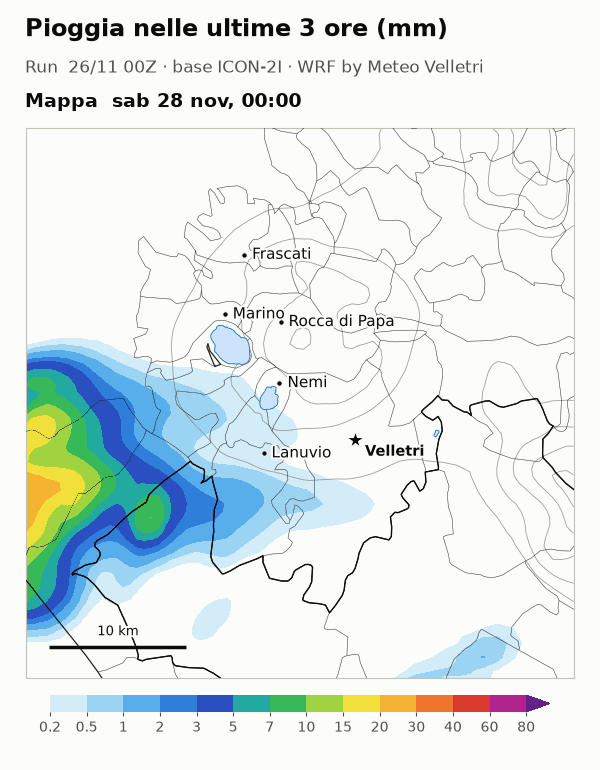 Pioggia nelle ultime 3 ore (mm)
Run  26/11 00Z · base ICON-2I · WRF by Meteo Velletri
Mappa  sab 28 nov, 00:00
Frascati
Marino
Rocca di Papa
Nemi
Velletri
Lanuvio
10 km
0.2 0.5 1 2 3 5 7 10 15 20 30 40 60 80